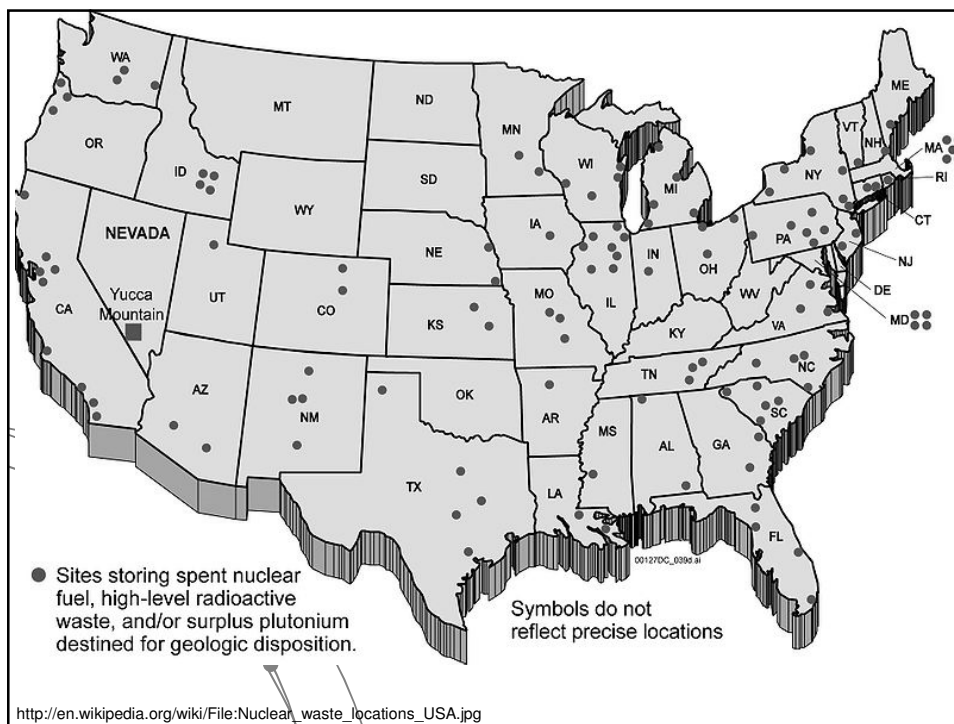 WA
MT
ND
MN
ME
VT
NH
MA
OR
ID
SD
WI
MI
NY
RI
WY
CT
NEVADA
IA
NE
PA
NJ
IN
OH
IL
UT
CO
DE
WV
Yucca
Mountain
CA
KS
MO
MD
VA
KY
TN
NC
AZ
NM
OK
AR
SC
MS
AL
GA
TX
LA
FL
00127DC_039d.ai
Sites storing spent nuclear
fuel, high-level radioactive
waste, and/or surplus plutonium
destined for geologic disposition.
Symbols do not
reflect precise locations
http://en.wikipedia.org/wiki/File:Nuclear_waste_locations_USA.jpg